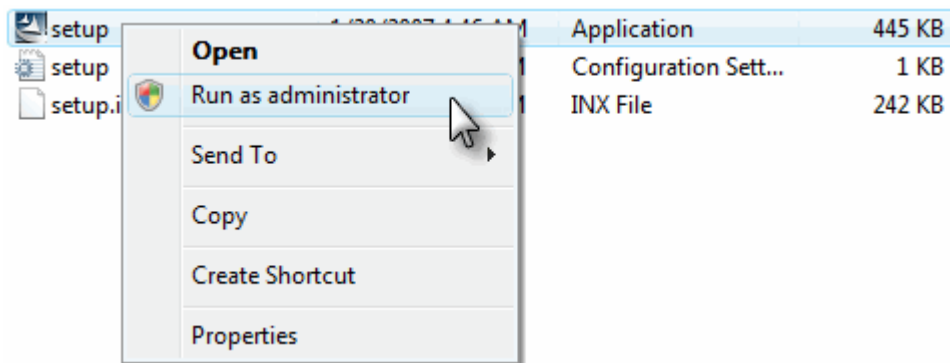 setup Application 445 KB
setup Configuration Sett... 1 KB
setup.i INX File 242 KB
Open
Run as administrator
Send To
Copy
Create Shortcut
Properties